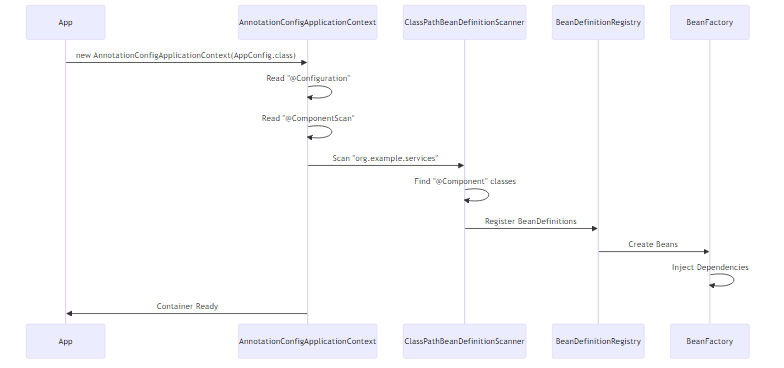 App
AnnotationConfigApplicationContext
ClassPathBeanDefinitionScanner
BeanDefinitionRegistry
BeanFactory
new AnnotationConfigApplicationContext(AppConfig.class)
Read "@Configuration"
Read "@ComponentScan"
Scan "org.example.services"
Find "@Component" classes
Register BeanDefinitions
Create Beans
Inject Dependencies
Container Ready
App
AnnotationConfigApplicationContext
ClassPathBeanDefinitionScanner
BeanDefinitionRegistry
BeanFactory